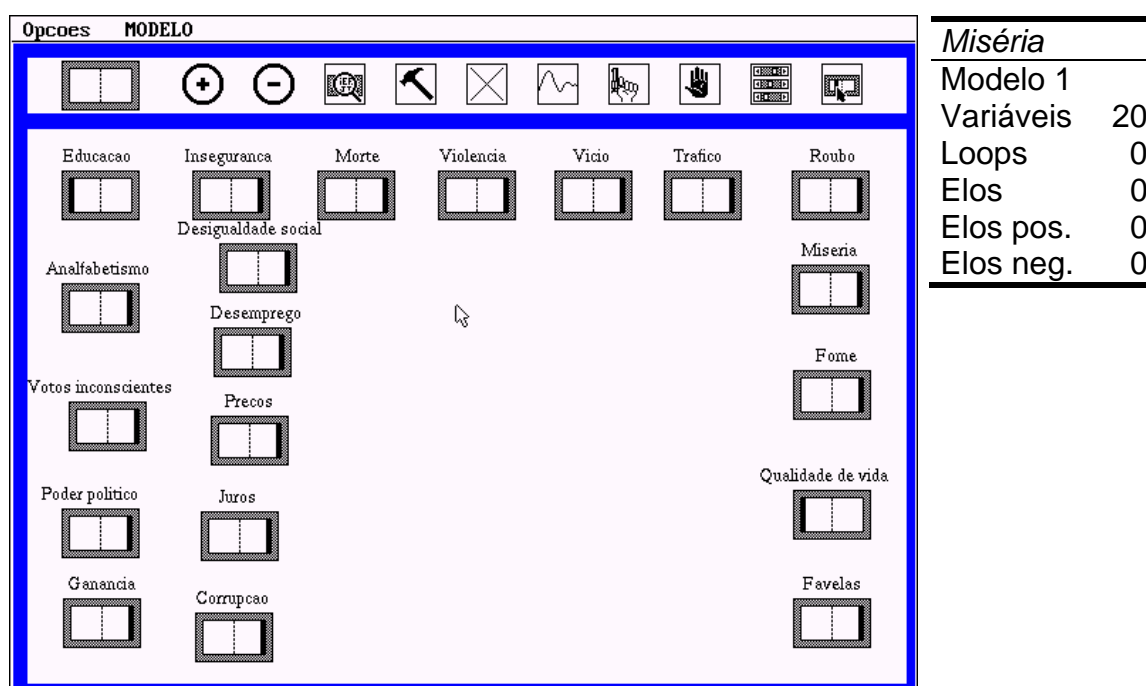 Opcoes MODELO
Educacao Inseguranca Morte Violencia Vicio Trafico Roubo
Desigualdade social
Analfabetismo
Miseria
Desemprego
Fome
Votos inconscientes
Precos
Qualidade de vida
Poder politico
Juros
Ganancia
Corrupcao
Favelas
Miséria
Modelo 1
Variáveis 20
Loops 0
Elos 0
Elos pos. 0
Elos neg. 0